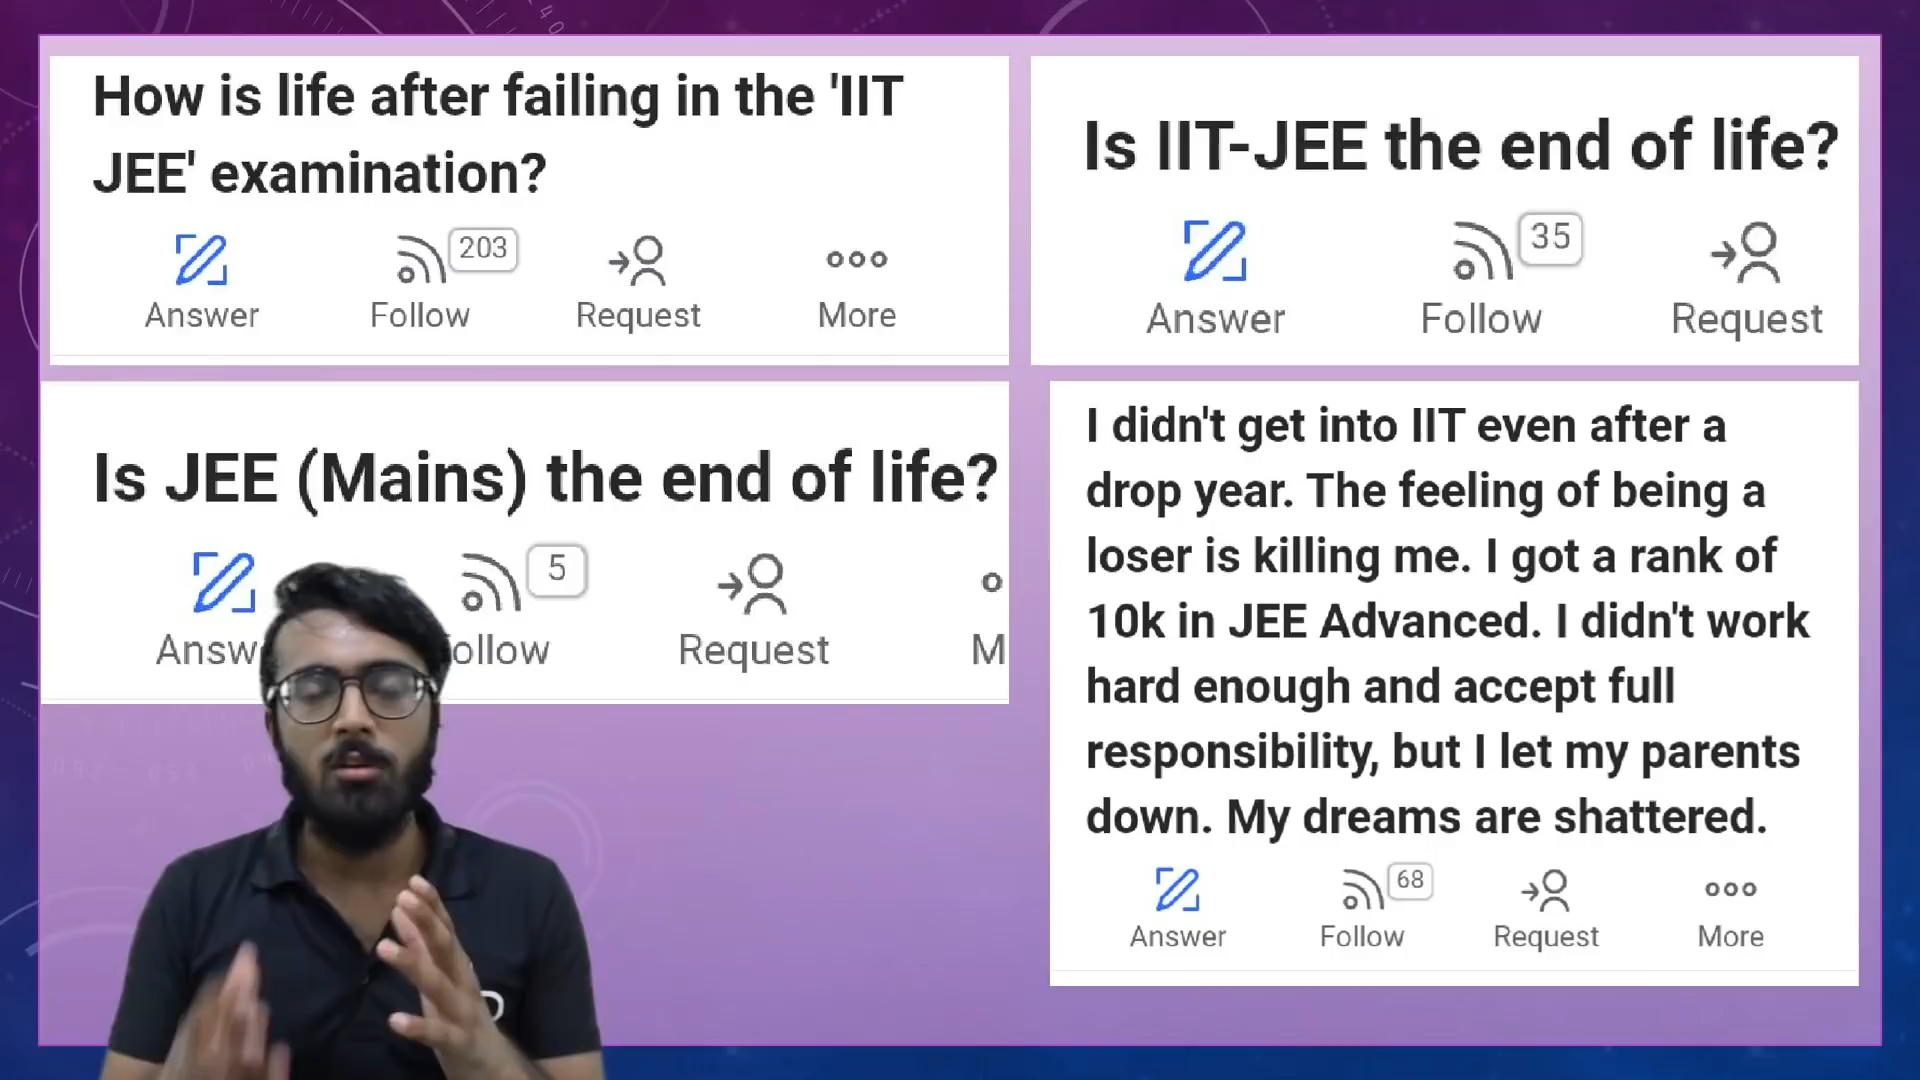 How is life after failing in the 'IIT
JEE' examination?
203
Answer
Follow
Request
More
Is IIT-JEE the end of life?
35
Answer
Follow
Request
Is JEE (Mains) the end of life?
5
Answ
ollow
Request
M
I didn't get into IIT even after a
drop year. The feeling of being a
loser is killing me. I got a rank of
10k in JEE Advanced. I didn't work
hard enough and accept full
responsibility, but I let my parents
down. My dreams are shattered.
68
Answer
Follow
Request
More